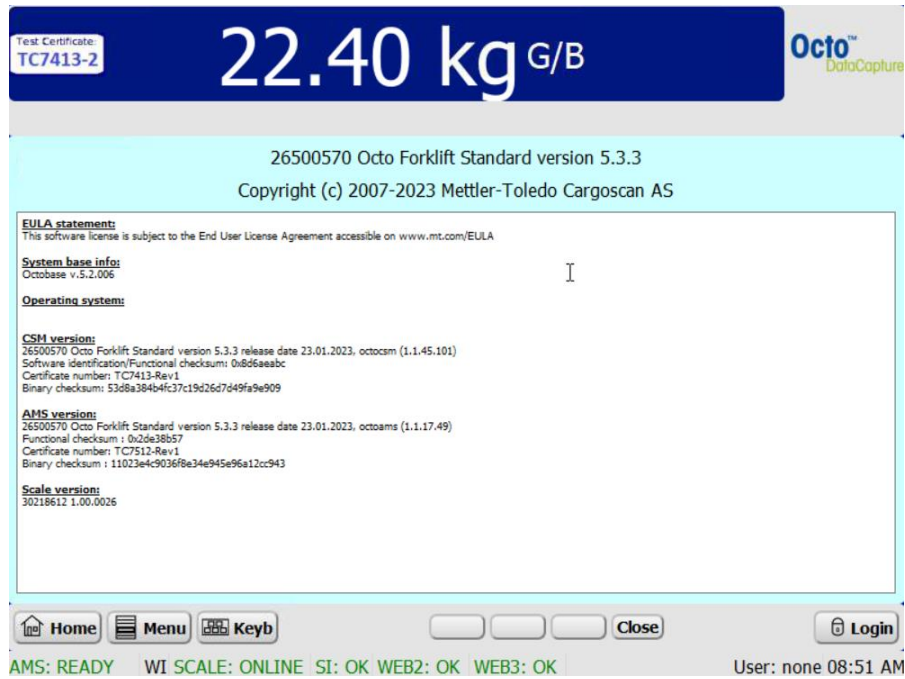 Test Certificate:
TC7413-2
22.40 kg G/B
Octo™
DataCapture
26500570 Octo Forklift Standard version 5.3.3
Copyright (c) 2007-2023 Mettler-Toledo Cargoscan AS
EULA statement:
This software license is subject to the End User License Agreement accessible on www.mt.com/EULA
System base info:
Octobase v.5.2.006
Operating system:
CSM version:
26500570 Octo Forklift Standard version 5.3.3 release date 23.01.2023, octocsm (1.1.45.101)
Software identification/Functional checksum: 0x8d6aeabc
Certificate number: TC7413-Rev1
Binary checksum: 53d8a384b4fc37c19d26d7d49fa9e909
AMS version:
26500570 Octo Forklift Standard version 5.3.3 release date 23.01.2023, octoams (1.1.17.49)
Functional checksum : 0x2de38b57
Certificate number: TC7512-Rev1
Binary checksum : 11023e4c9036f8e34e945e96a12cc943
Scale version:
30218612 1.00.0026
Home Menu Keyb Close Login
AMS: READY WI SCALE: ONLINE SI: OK WEB2: OK WEB3: OK User: none 08:51 AM